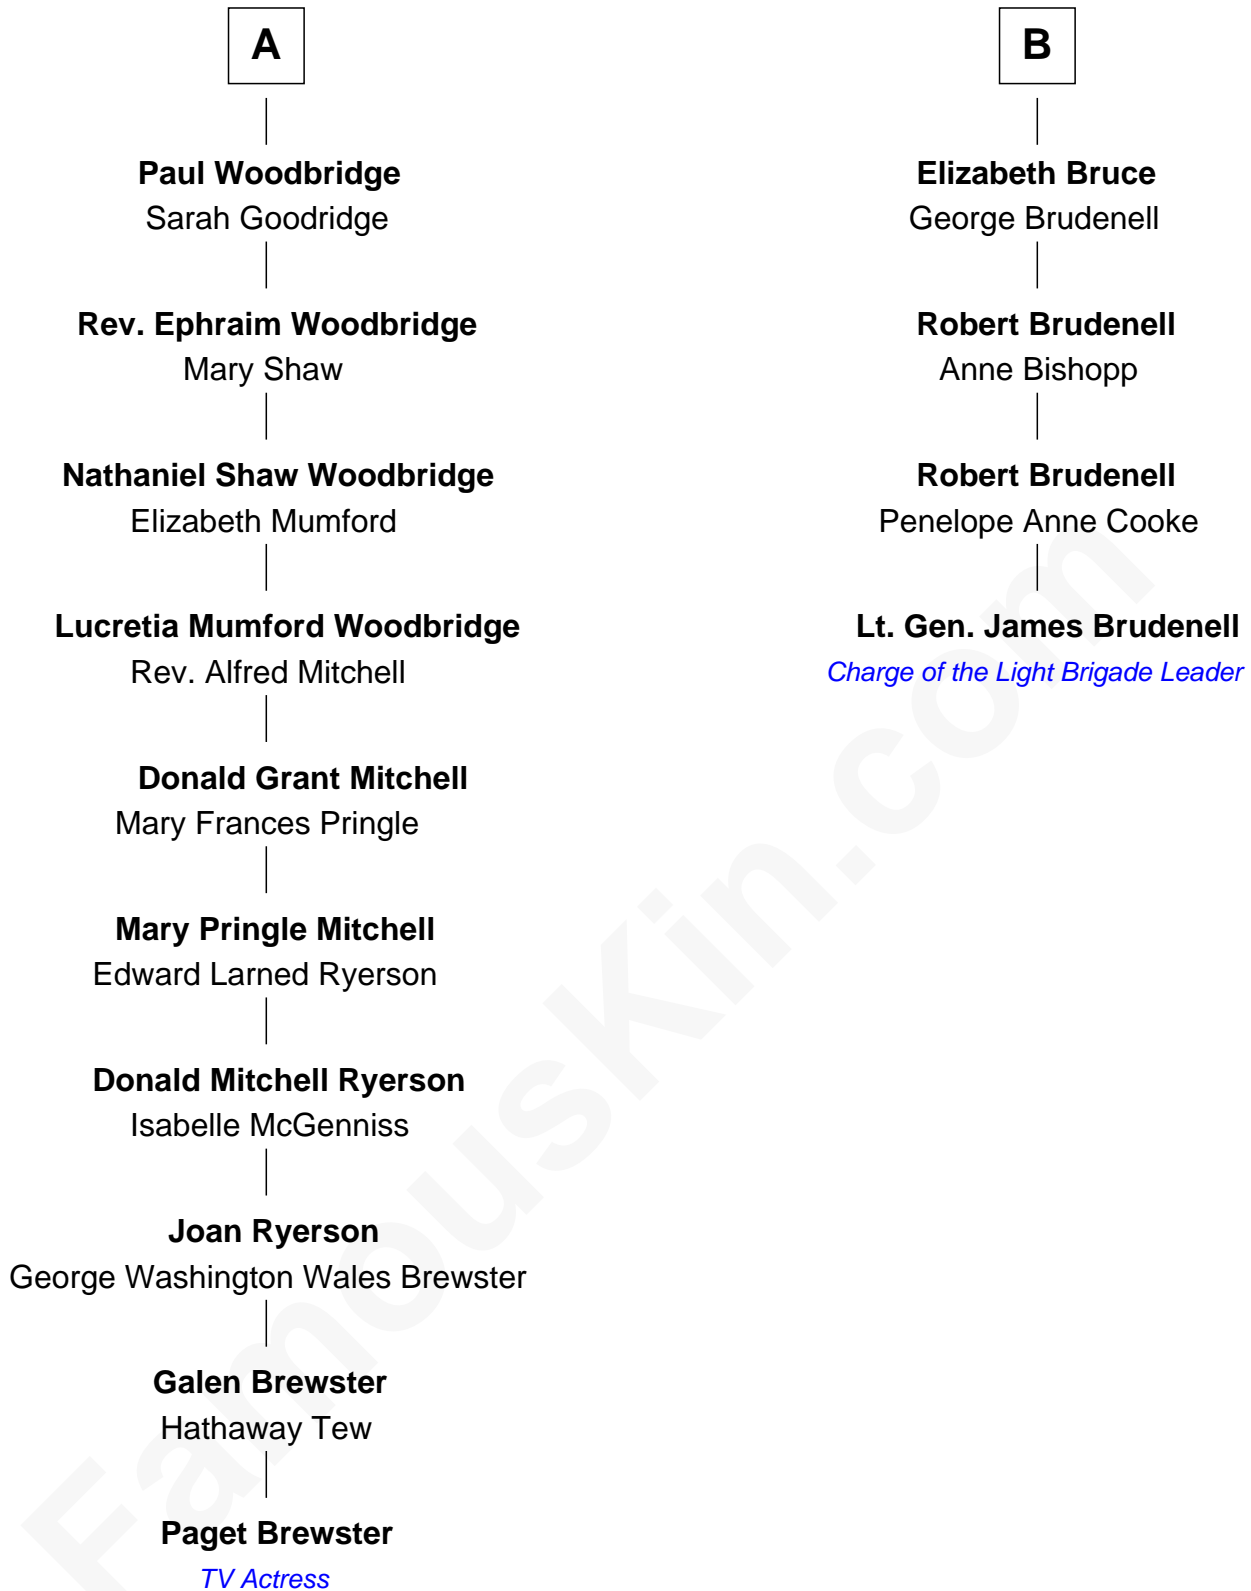 A
Paul Woodbridge
Sarah Goodridge
Rev. Ephraim Woodbridge
Mary Shaw
Nathaniel Shaw Woodbridge
Elizabeth Mumford
Lucretia Mumford Woodbridge
Rev. Alfred Mitchell
Donald Grant Mitchell
Mary Frances Pringle
Mary Pringle Mitchell
Edward Larned Ryerson
Donald Mitchell Ryerson
Isabelle McGenniss
Joan Ryerson
George Washington Wales Brewster
Galen Brewster
Hathaway Tew
Paget Brewster
TV Actress
B
Elizabeth Bruce
George Brudenell
Robert Brudenell
Anne Bishopp
Robert Brudenell
Penelope Anne Cooke
Lt. Gen. James Brudenell
Charge of the Light Brigade Leader
FamousKin.com